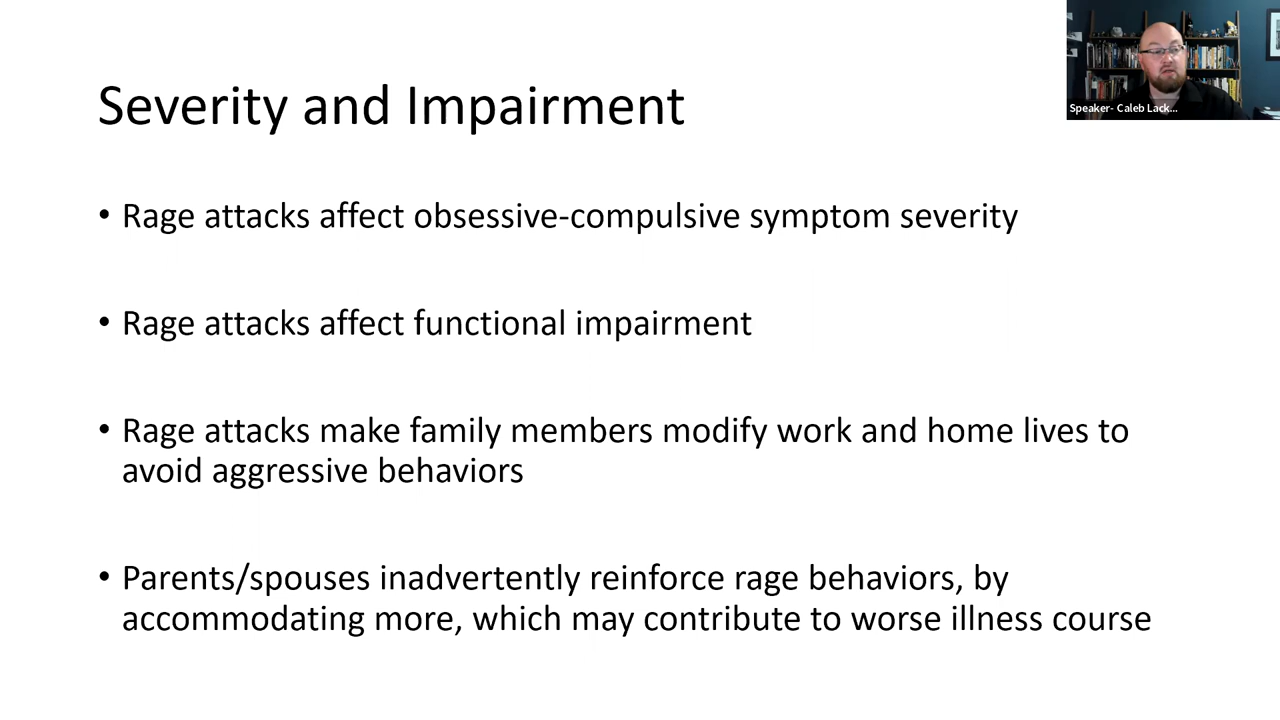 Severity and Impairment
Speaker- Caleb Lack...
• Rage attacks affect obsessive-compulsive symptom severity
• Rage attacks affect functional impairment
• Rage attacks make family members modify work and home lives to
avoid aggressive behaviors
• Parents/spouses inadvertently reinforce rage behaviors, by
accommodating more, which may contribute to worse illness course